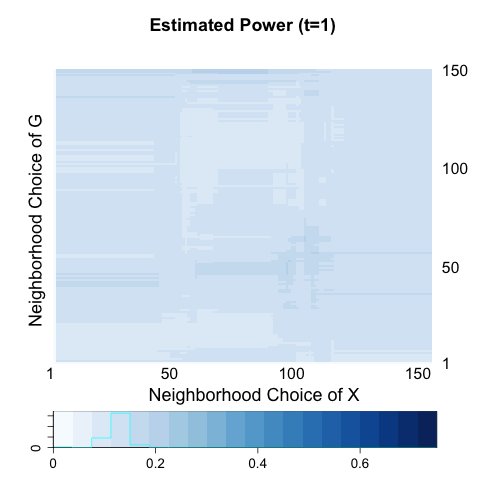 Estimated Power (t=1)
Neighborhood Choice of G
150
100
50
1
1 50 100 150
Neighborhood Choice of X
0
0 0.2 0.4 0.6